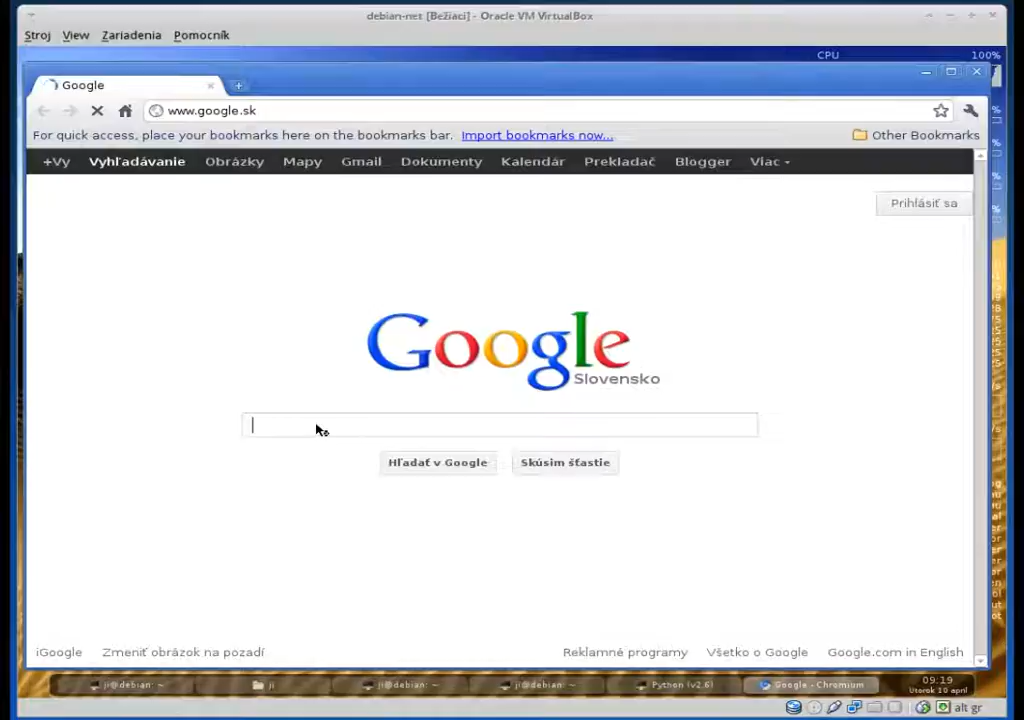 debian-net [Bežiaci] - Oracle VM VirtualBox
Stroj View Zariadenia Pomocník
CPU 100%
Google
www.google.sk
For quick access, place your bookmarks here on the bookmarks bar. Import bookmarks now... Other Bookmarks
+Vy Vyhľadávanie Obrázky Mapy Gmail Dokumenty Kalendár Prekladač Blogger Viac
Prihlásiť sa
Google
Slovensko
Hľadať v Google Skúsim šťastie
iGoogle Zmeniť obrázok na pozadí Reklamné programy Všetko o Google Google.com in English
ji@debian: ~ ji ji@debian: ~ ji@debian: ~ Python (v2.6) Google - Chromium 09:19
Utorok 10 apríl
alt gr